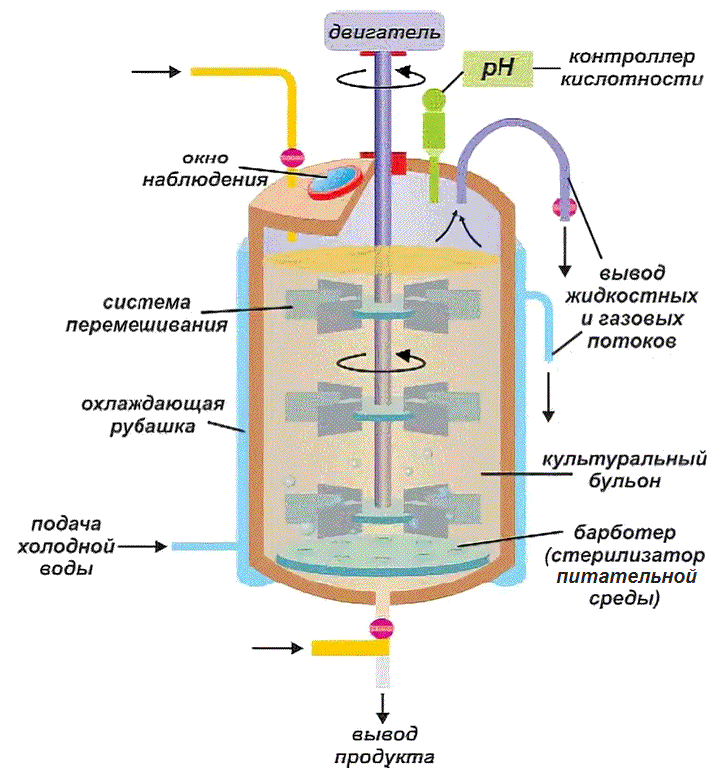 двигатель
pH
контроллер
кислотности
окно
наблюдения
система
перемешивания
вывод
жидкостных
и газовых
потоков
охлаждающая
рубашка
культуральный
бульон
подача
холодной
воды
барботер
(стерилизатор
питательной
среды)
вывод
продукта